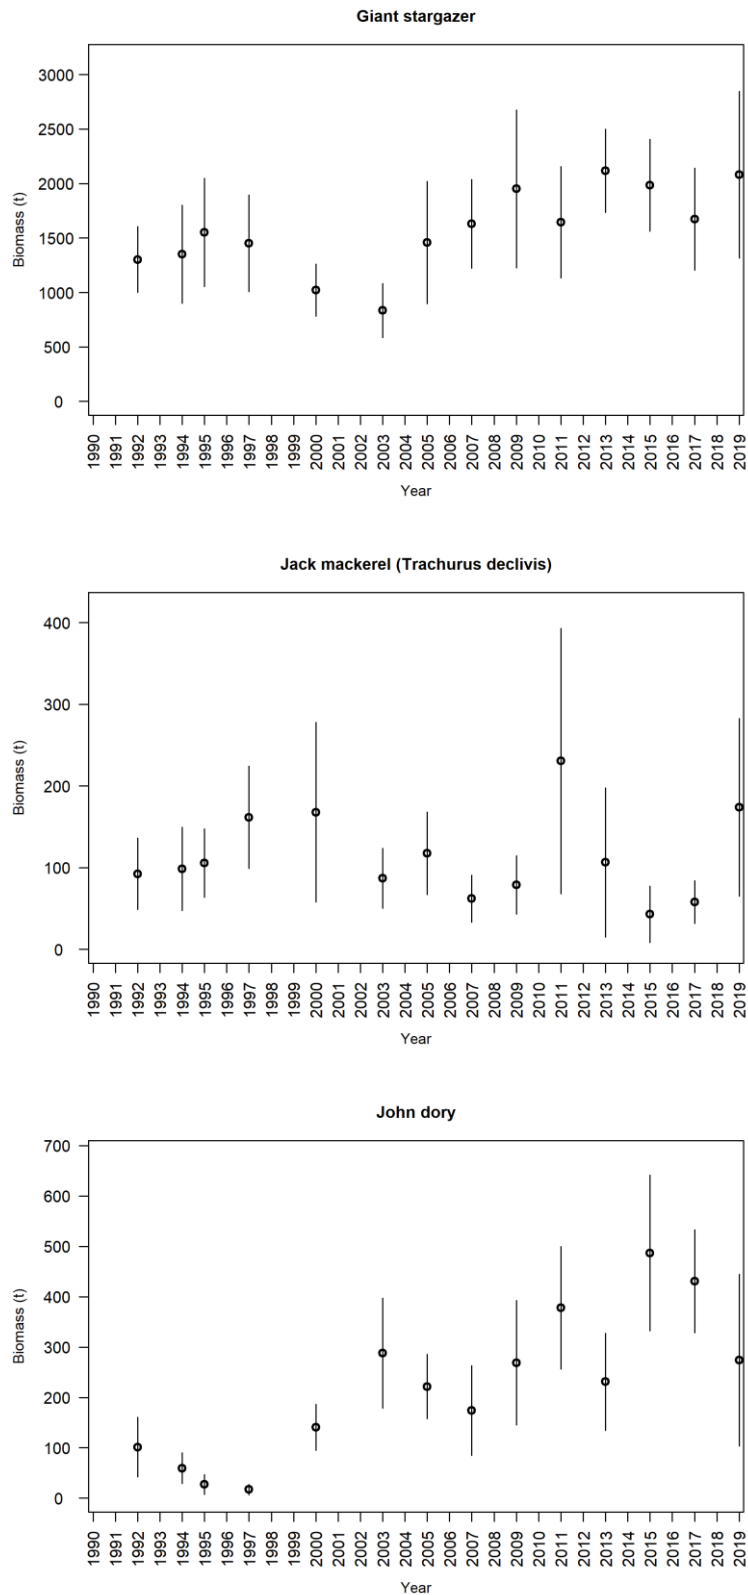 Giant stargazer
3000
2500
2000
1500
1000
500
0
Biomass (t)
1990 1991 1992 1993 1994 1995 1996 1997 1998 1999 2000 2001 2002 2003 2004 2005 2006 2007 2008 2009 2010 2011 2012 2013 2014 2015 2016 2017 2018 2019
Year
Jack mackerel (Trachurus declivis)
400
300
200
100
0
Biomass (t)
1990 1991 1992 1993 1994 1995 1996 1997 1998 1999 2000 2001 2002 2003 2004 2005 2006 2007 2008 2009 2010 2011 2012 2013 2014 2015 2016 2017 2018 2019
Year
John dory
700
600
500
400
300
200
100
0
Biomass (t)
1990 1991 1992 1993 1994 1995 1996 1997 1998 1999 2000 2001 2002 2003 2004 2005 2006 2007 2008 2009 2010 2011 2012 2013 2014 2015 2016 2017 2018 2019
Year